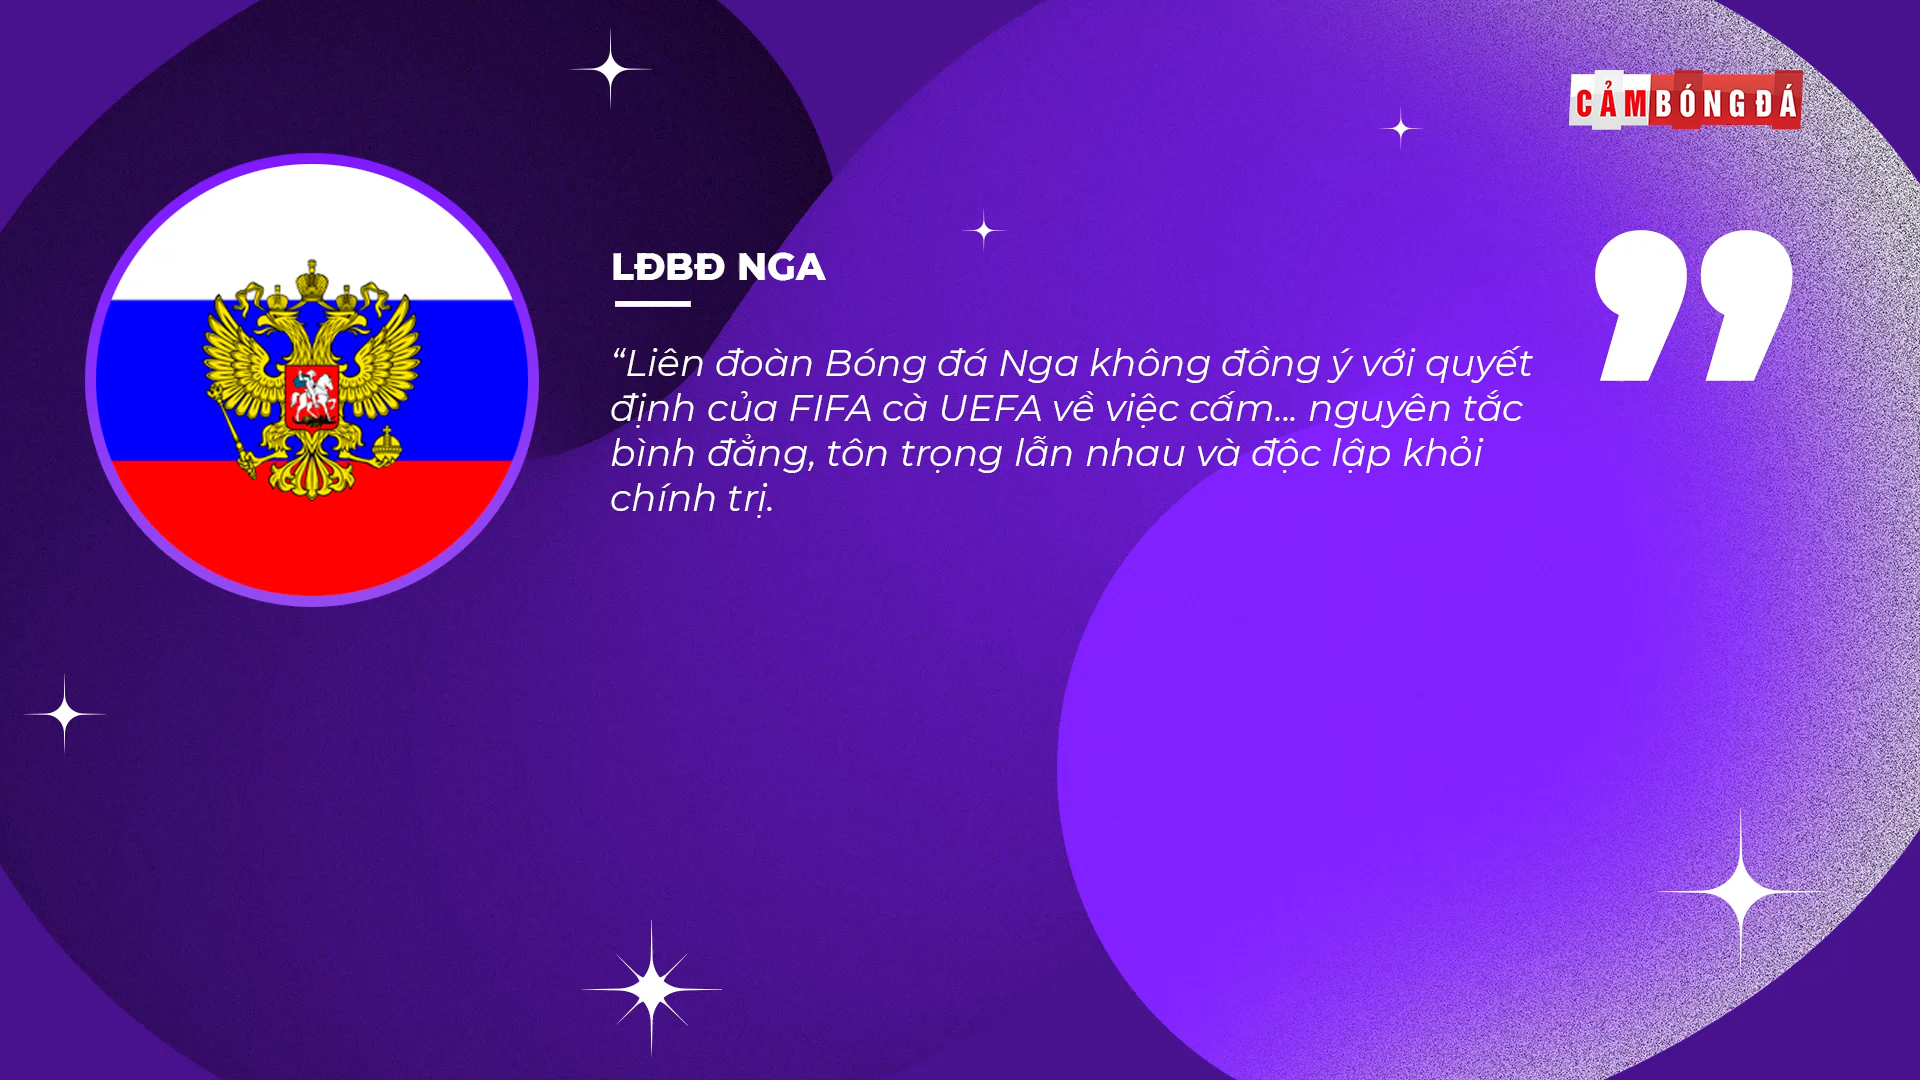 CẢMBÓNGĐÁ
LĐBĐ NGA
“Liên đoàn Bóng đá Nga không đồng ý với quyết
định của FIFA cà UEFA về việc cấm... nguyên tắc
bình đẳng, tôn trọng lẫn nhau và độc lập khỏi
chính trị.